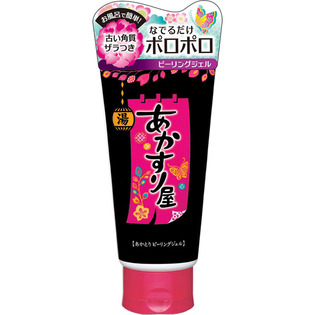 お風呂で簡単!
古い角質
ザラつき
なでるだけ
ポロポロ
ピーリングジェル
湯
あかすり屋
【あかとりピーリングジェル】